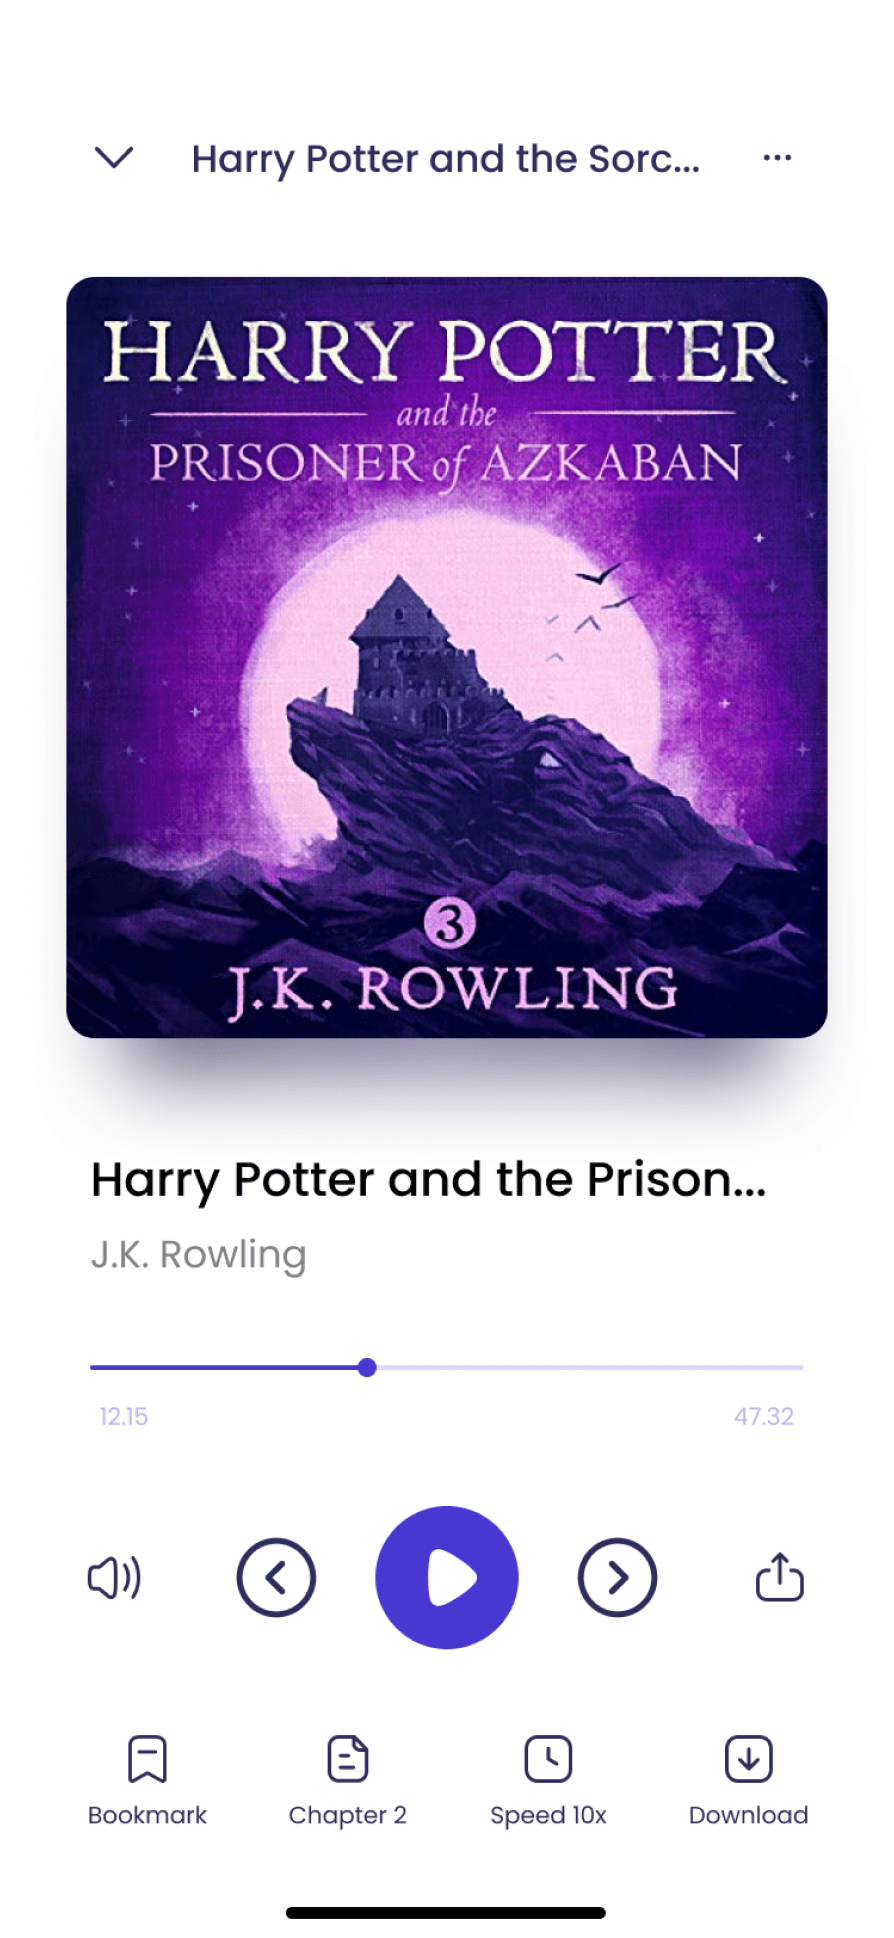 Harry Potter and the Sorc...
HARRY POTTER
and the
PRISONER of AZKABAN
3
J.K. ROWLING
Harry Potter and the Prison...
J.K. Rowling
12.15 47.32
Bookmark Chapter 2 Speed 10x Download